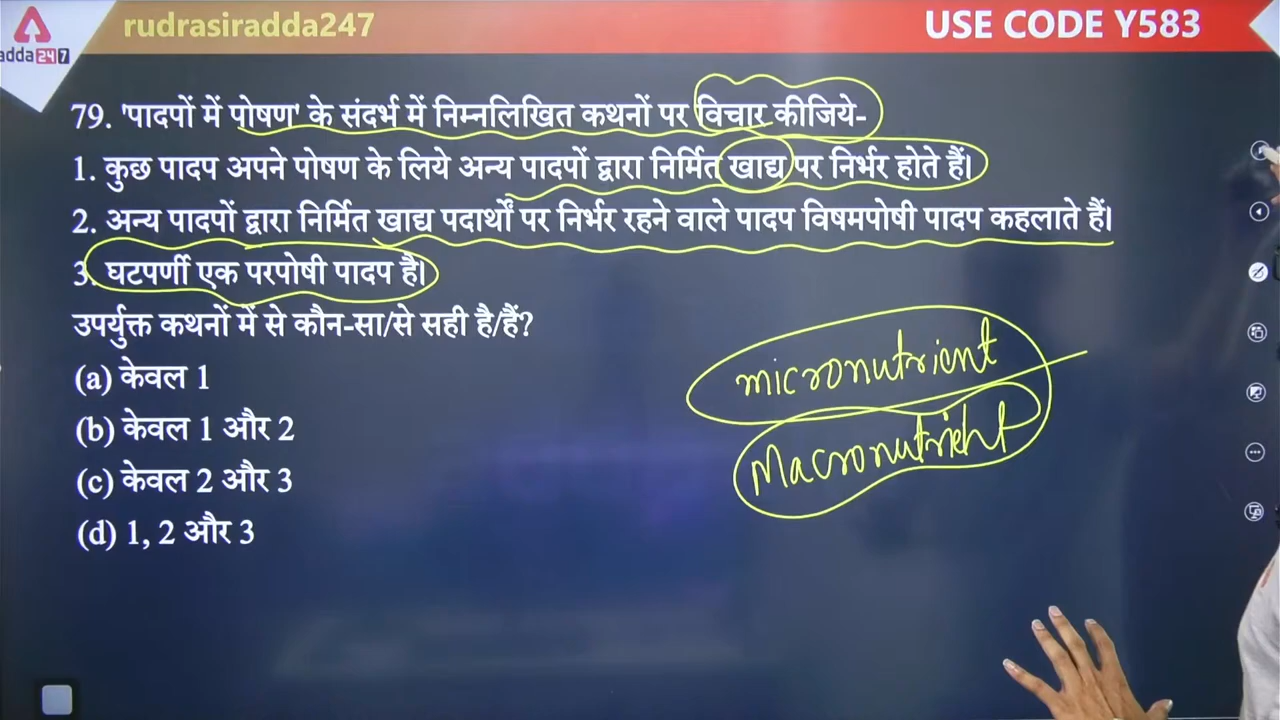 rudrasiradda247
USE CODE Y583
adda247
79. 'पादपों में पोषण' के संदर्भ में निम्नलिखित कथनों पर विचार कीजिये-
1. कुछ पादप अपने पोषण के लिये अन्य पादपों द्वारा निर्मित खाद्य पर निर्भर होते हैं।
2. अन्य पादपों द्वारा निर्मित खाद्य पदार्थों पर निर्भर रहने वाले पादप विषमपोषी पादप कहलाते हैं।
3. घटपर्णी एक परपोषी पादप है।
उपर्युक्त कथनों में से कौन-सा/से सही है/हैं?
(a) केवल 1
(b) केवल 1 और 2
(c) केवल 2 और 3
(d) 1, 2 और 3
micronutrient
Macronutrient